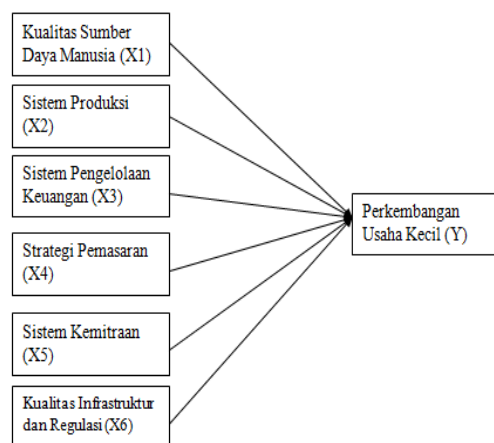 Kualitas Sumber
Daya Manusia (X1)
Sistem Produksi
(X2)
Sistem Pengelolaan
Keuangan (X3)
Strategi Pemasaran
(X4)
Sistem Kemitraan
(X5)
Kualitas Infrastruktur
dan Regulasi (X6)
Perkembangan
Usaha Kecil (Y)